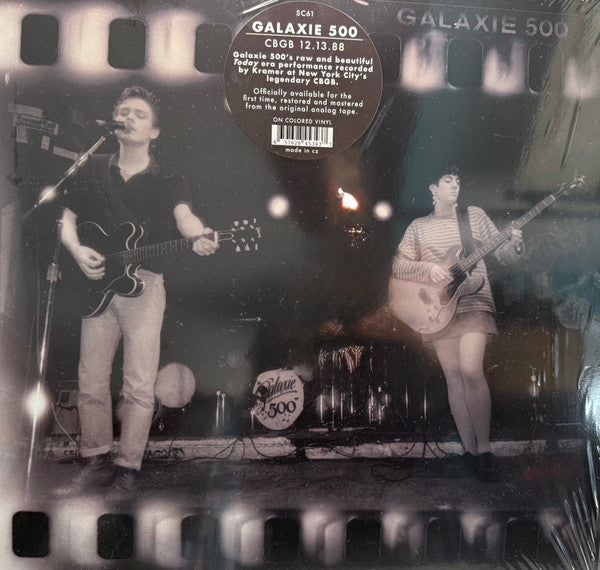 SC61
GALAXIE 500
CBGB 12.13.88
Galaxie 500's raw and beautiful
Today era performance recorded
by Kramer at New York City's
legendary CBGB.
Officially available for the
first time, restored and mastered
from the original analog tape.
ON COLORED VINYL
made in cz
GALAXIE 500
Galaxie
500